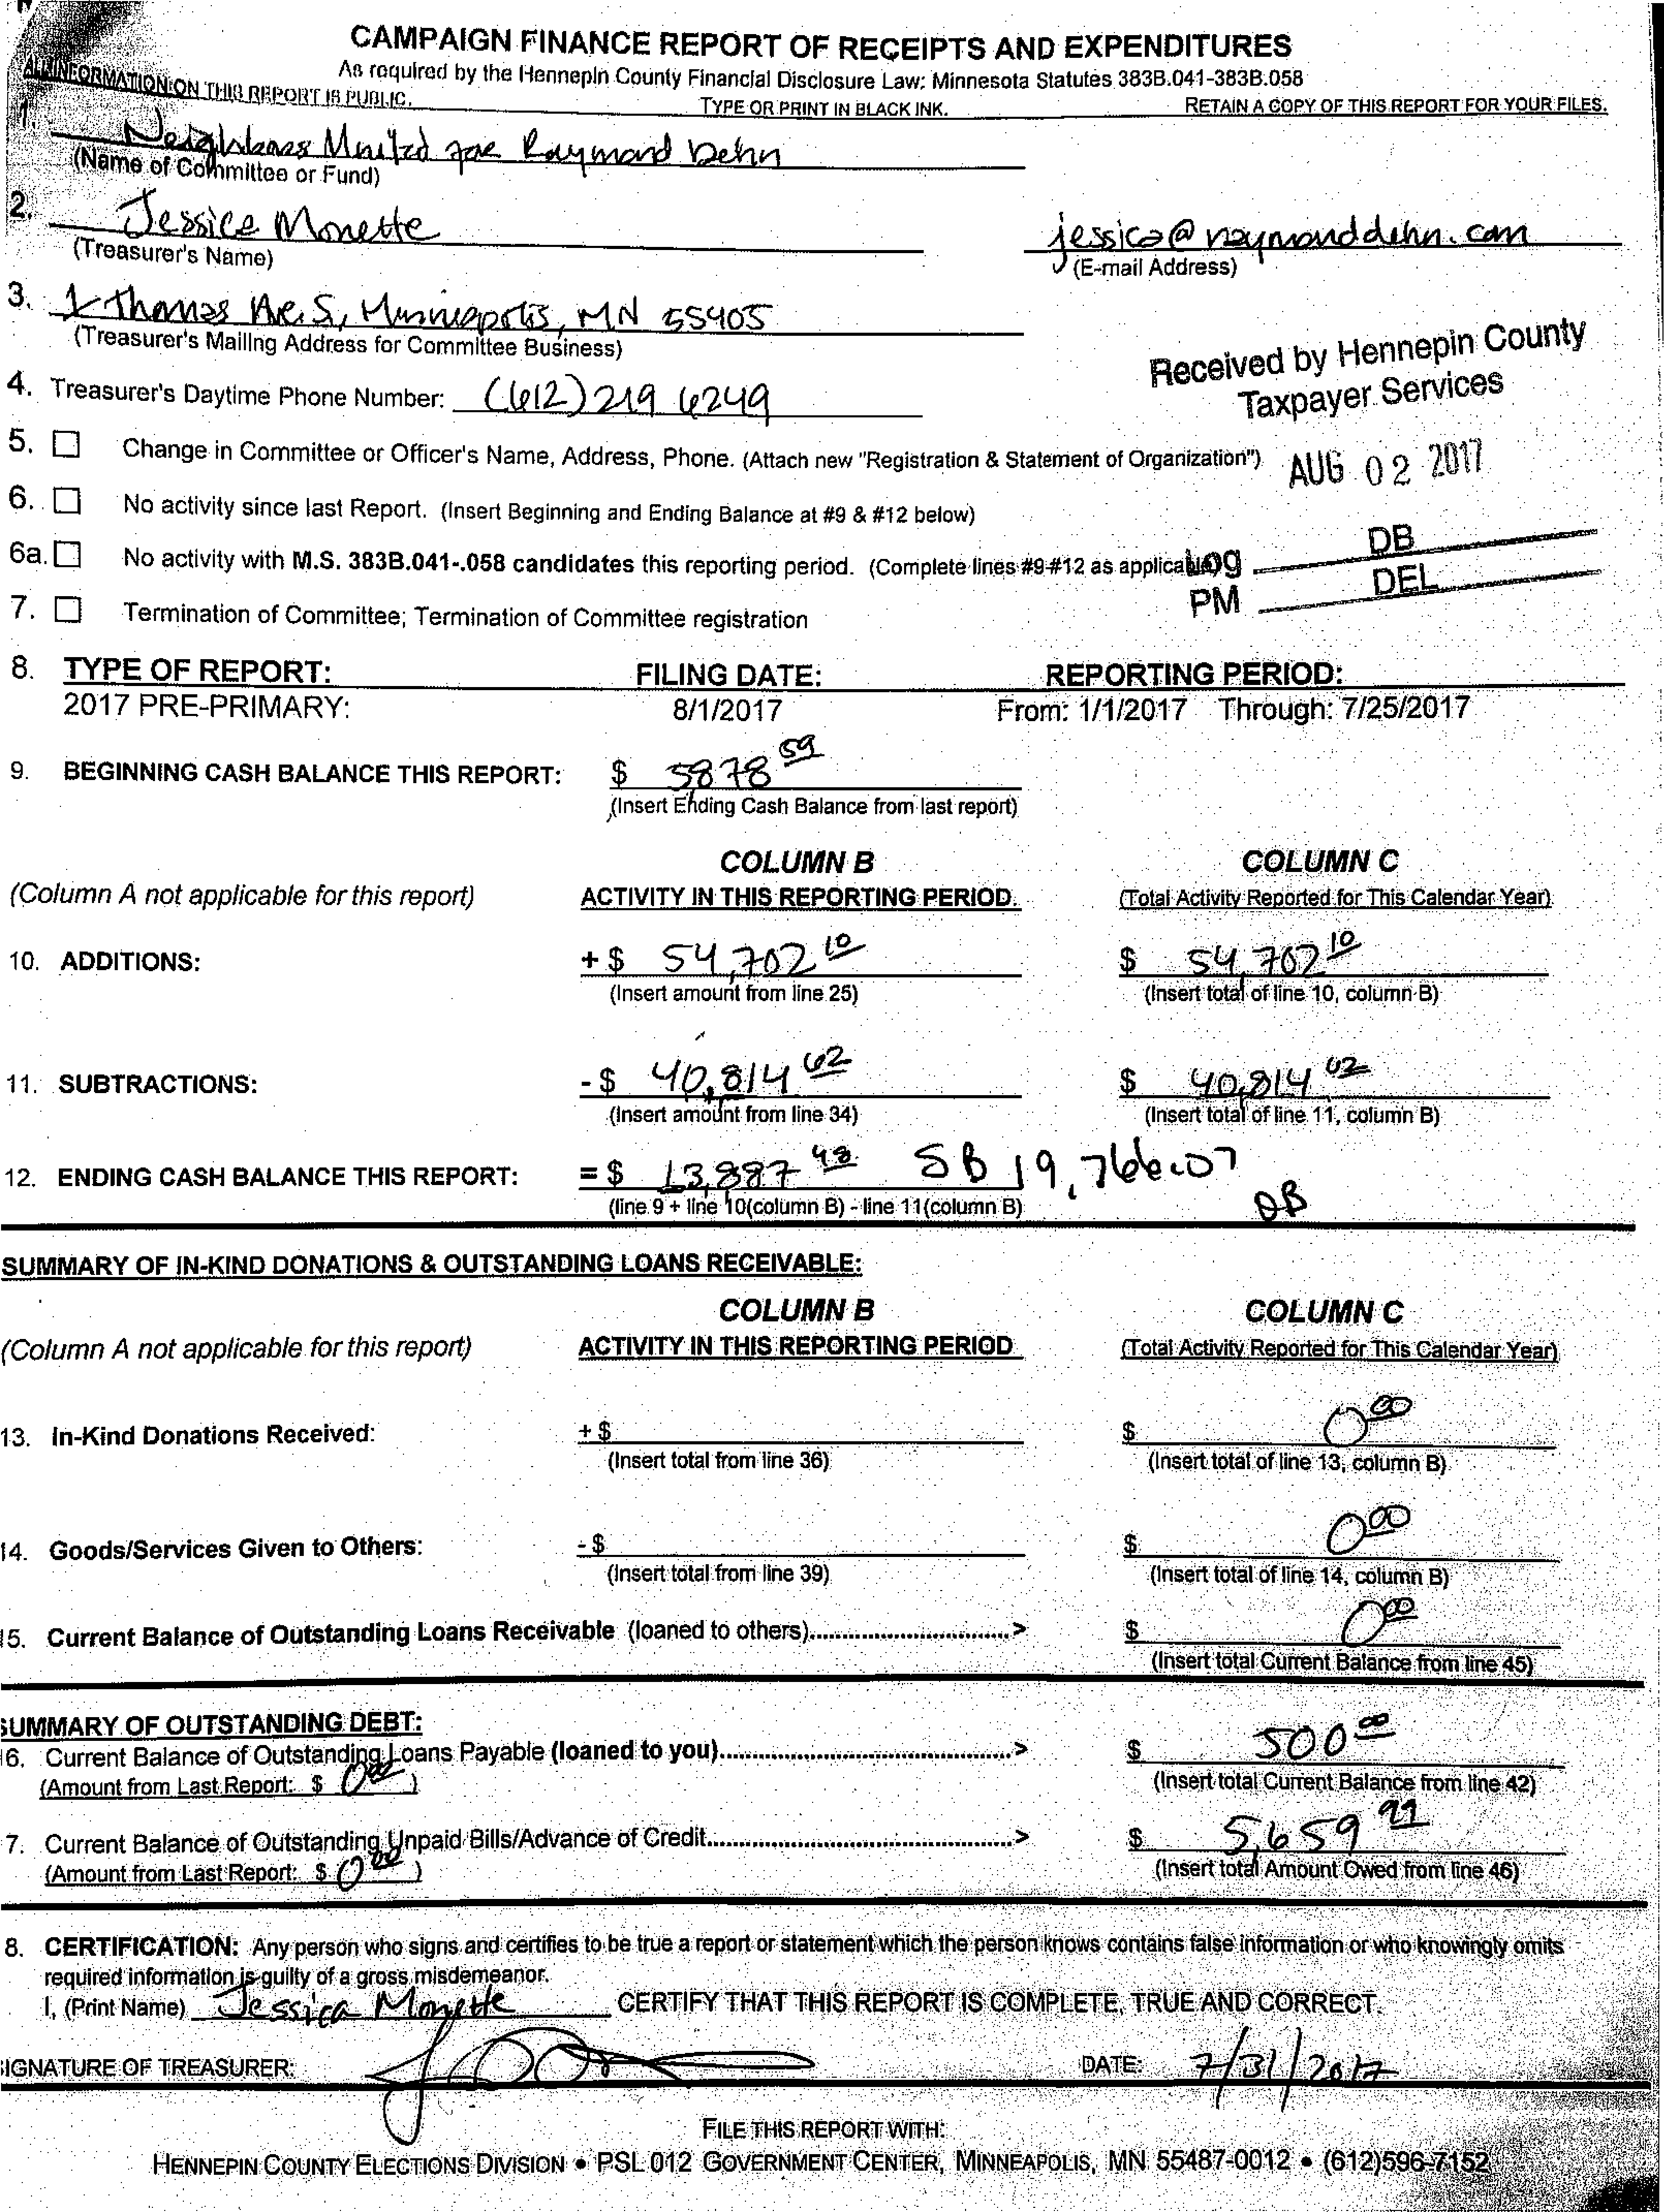 CAMPAIGN FINANCE REPORT OF RECEIPTS AND EXPENDITURES
As required by the Hennepin County Financial Disclosure Law: Minnesota Statutes 383B.041-383B.058
ALL INFORMATION ON THIS REPORT IS PUBLIC. TYPE OR PRINT IN BLACK INK. RETAIN A COPY OF THIS REPORT FOR YOUR FILES.
1. Neighbors United for Raymond Dehn
(Name of Committee or Fund)
2. Jessica Monette jessica@raymonddehn.com
(Treasurer's Name) (E-mail Address)
3. 1 Thomas Ave. S, Minneapolis, MN 55405
(Treasurer's Mailing Address for Committee Business)
Received by Hennepin County
Taxpayer Services
4. Treasurer's Daytime Phone Number: (612) 219 6249
5. ☐ Change in Committee or Officer's Name, Address, Phone. (Attach new "Registration & Statement of Organization") AUG 02 2017
6. ☐ No activity since last Report. (Insert Beginning and Ending Balance at #9 & #12 below)
6a. ☐ No activity with M.S. 383B.041-.058 candidates this reporting period. (Complete lines #9-#12 as Log DB
PM DEL
7. ☐ Termination of Committee; Termination of Committee registration
8. TYPE OF REPORT: FILING DATE: REPORTING PERIOD:
2017 PRE-PRIMARY: 8/1/2017 From: 1/1/2017 Through: 7/25/2017
9. BEGINNING CASH BALANCE THIS REPORT: $ 5878 59
(Insert Ending Cash Balance from last report)
COLUMN B COLUMN C
(Column A not applicable for this report) ACTIVITY IN THIS REPORTING PERIOD. (Total Activity Reported for This Calendar Year)
10. ADDITIONS: + $ 54,702 10 $ 54,702 10
(Insert amount from line 25) (Insert total of line 10, column B)
11. SUBTRACTIONS: - $ 40,814 62 $ 40,814 62
(Insert amount from line 34) (Insert total of line 11, column B)
12. ENDING CASH BALANCE THIS REPORT: = $ 13,887 48 SB 19,766.07
(line 9 + line 10(column B) - line 11(column B) DB
SUMMARY OF IN-KIND DONATIONS & OUTSTANDING LOANS RECEIVABLE:
COLUMN B COLUMN C
(Column A not applicable for this report) ACTIVITY IN THIS REPORTING PERIOD (Total Activity Reported for This Calendar Year)
13. In-Kind Donations Received: + $ $ 0 00
(Insert total from line 36) (Insert total of line 13, column B)
14. Goods/Services Given to Others: - $ $ 0 00
(Insert total from line 39) (Insert total of line 14, column B)
15. Current Balance of Outstanding Loans Receivable (loaned to others)..............................> $ 0 00
(Insert total Current Balance from line 45)
SUMMARY OF OUTSTANDING DEBT:
16. Current Balance of Outstanding Loans Payable (loaned to you)..........................................> $ 500 00
(Amount from Last Report: $ 0 00 ) (Insert total Current Balance from line 42)
7. Current Balance of Outstanding Unpaid Bills/Advance of Credit............................................> $ 5,659 91
(Amount from Last Report: $ 0 00 ) (Insert total Amount Owed from line 46)
8. CERTIFICATION: Any person who signs and certifies to be true a report or statement which the person knows contains false information or who knowingly omits
required information is guilty of a gross misdemeanor.
I, (Print Name) Jessica Monette CERTIFY THAT THIS REPORT IS COMPLETE, TRUE AND CORRECT.
SIGNATURE OF TREASURER: DATE: 7/31/2017
FILE THIS REPORT WITH:
HENNEPIN COUNTY ELECTIONS DIVISION • PSL 012 GOVERNMENT CENTER, MINNEAPOLIS, MN 55487-0012 • (612)596-7152